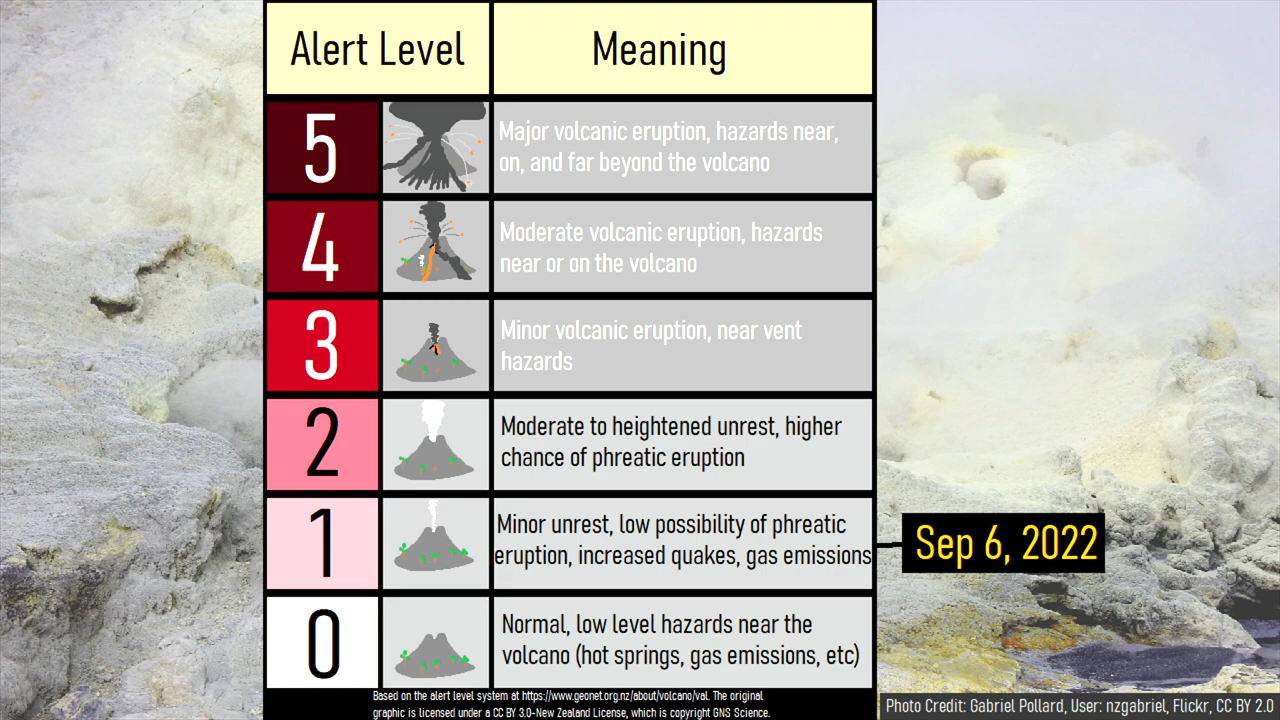 Alert Level
Meaning
5
Major volcanic eruption, hazards near,
on, and far beyond the volcano
4
Moderate volcanic eruption, hazards
near or on the volcano
3
Minor volcanic eruption, near vent
hazards
2
Moderate to heightened unrest, higher
chance of phreatic eruption
1
Minor unrest, low possibility of phreatic
eruption, increased quakes, gas emissions
Sep 6, 2022
0
Normal, low level hazards near the
volcano (hot springs, gas emissions, etc)
Based on the alert level system at https://www.geonet.org.nz/about/volcano/val. The original
graphic is licensed under a CC BY 3.0-New Zealand License, which is copyright GNS Science.
Photo Credit: Gabriel Pollard, User: nzgabriel, Flickr, CC BY 2.0